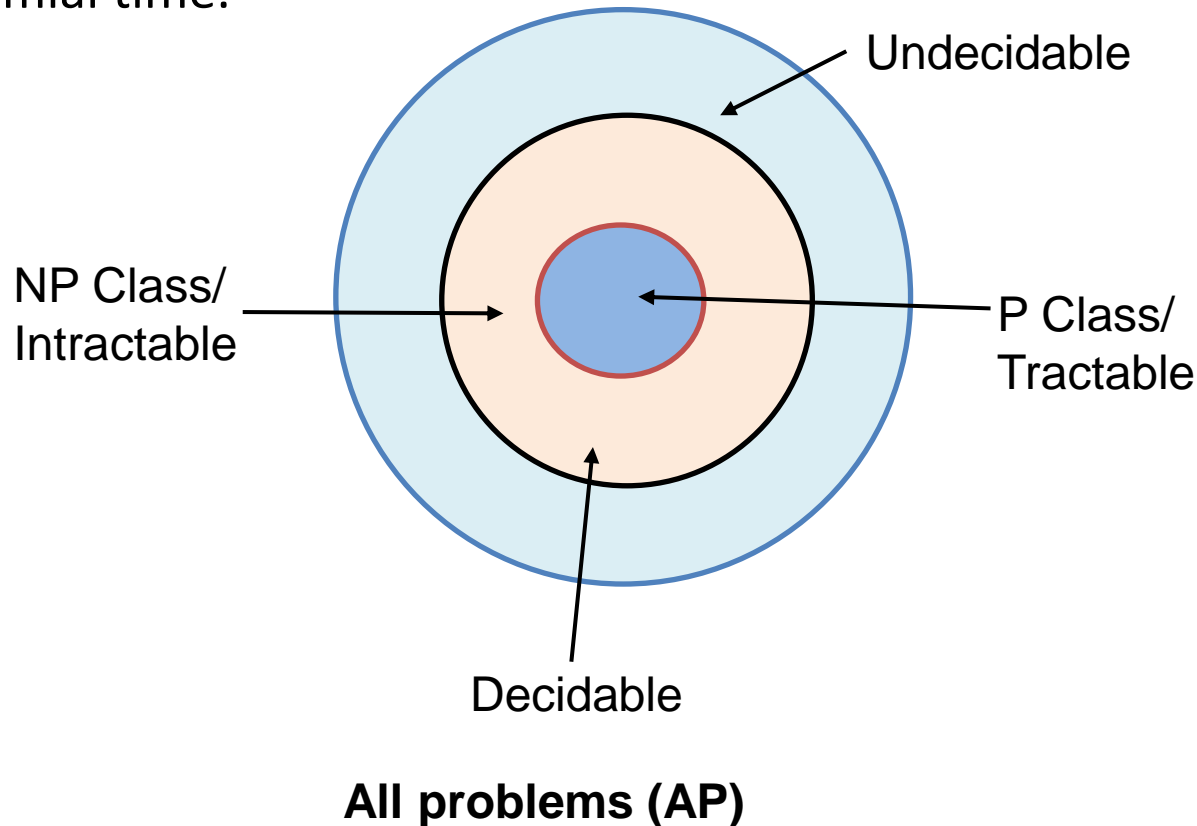 Undecidable
NP Class/
Intractable
P Class/
Tractable
Decidable
All problems (AP)